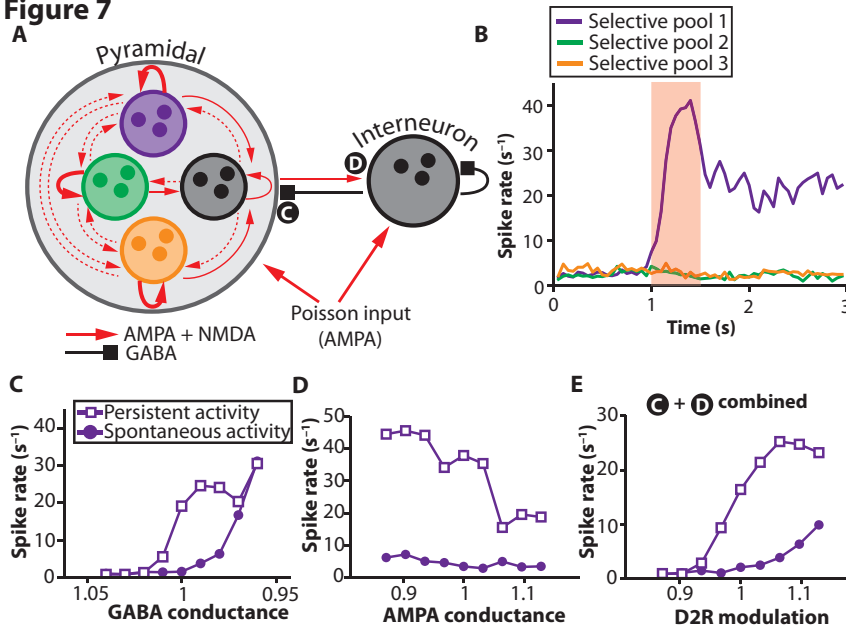 Figure 7
A
Pyramidal
Interneuron
D
C
Poisson input
(AMPA)
AMPA + NMDA
GABA
B
Selective pool 1
Selective pool 2
Selective pool 3
Spike rate (s⁻¹)
40
30
20
10
0
0 1 2 3
Time (s)
C
Persistent activity
Spontaneous activity
Spike rate (s⁻¹)
40
30
20
10
0
1.05 1 0.95
GABA conductance
D
Spike rate (s⁻¹)
50
40
30
20
10
0
0.9 1 1.1
AMPA conductance
E
C + D combined
Spike rate (s⁻¹)
30
20
10
0
0.9 1 1.1
D2R modulation